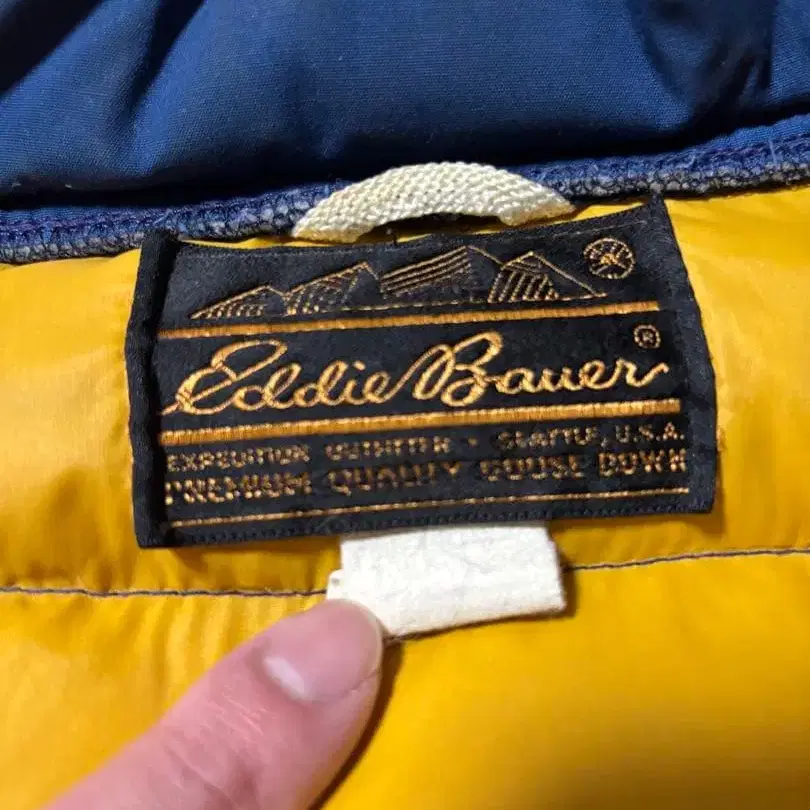 Eddie Bauer®
EXPEDITION OUTFITTER • SEATTLE, U.S.A.
PREMIUM QUALITY GOOSE DOWN